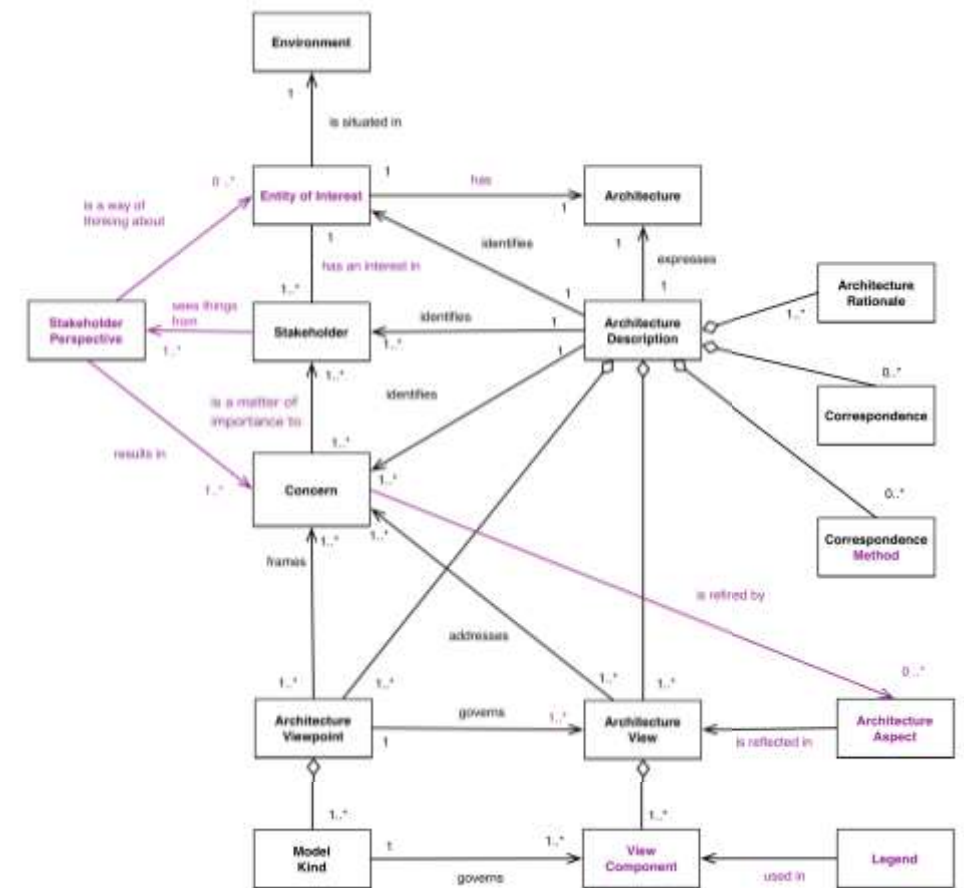 Environment
1
is situated in
0..*
Entity of Interest
1
has
1
Architecture
is a way of
thinking about
1
identifies
1
expresses
has an interest in
1
1
1..*
Architecture
Rationale
1..*
Stakeholder
Perspective
sees things
from
1..*
Stakeholder
1..*
identifies
1
Architecture
Description
1
1..*
identifies
0..*
is a matter of
importance to
Correspondence
1..*
results in
1..*
Concern
1..*
0..*
1..*
1..*
Correspondence
Method
frames
is refired by
addresses
1..*
1..*
1..*
1..*
0..*
Architecture
Viewpoint
governs
1
1..*
Architecture
View
is reflected in
Architecture
Aspect
1..*
1..*
Model
Kind
1
governs
1..*
View
Component
used in
Legend